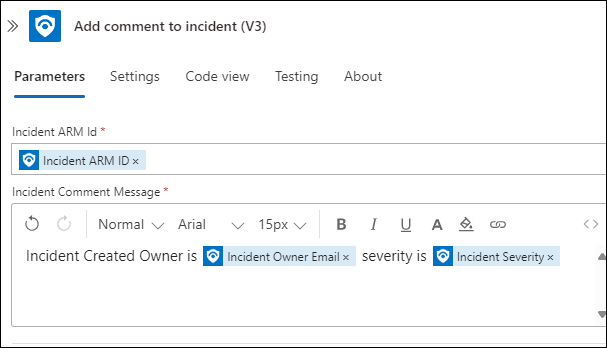 Add comment to incident (V3)
Parameters Settings Code view Testing About
Incident ARM Id *
Incident ARM ID ×
Incident Comment Message *
Normal Arial 15px B I U A
Incident Created Owner is Incident Owner Email × severity is Incident Severity ×